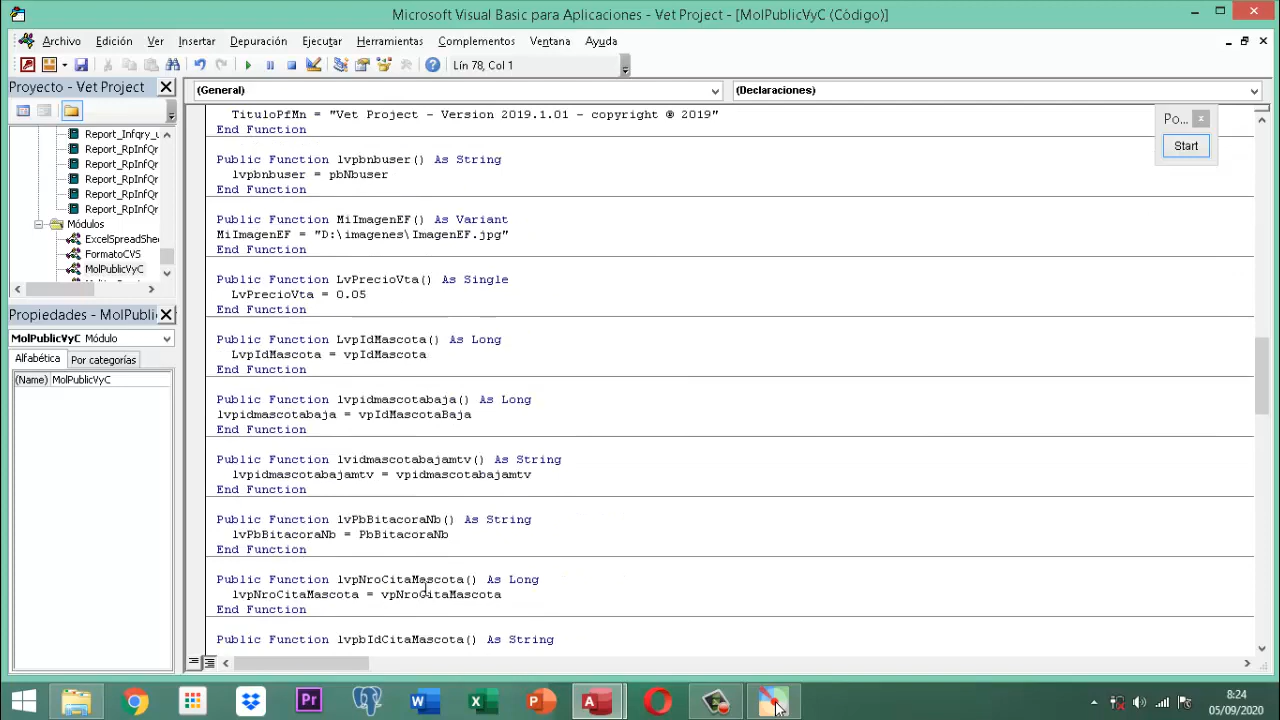 Microsoft Visual Basic para Aplicaciones - Vet Project - [MolPublicVyC (Código)]
Archivo Edición Ver Insertar Formato Depuración Ejecutar Herramientas Complementos Ventana Ayuda
Lín 78, Col 1
Proyecto - Vet Project
(General)
(Declaraciones)
Report_Infqry_u
Report_RpInfQr
Report_RpInfQr
Report_RpInfQr
Report_RpInfQr
Report_RpInfQr
Módulos
ExcelSpreadShe
FormatoCVS
MolPublicVyC
Propiedades - MolPubli
MolPublicVyC Módulo
Alfabética Por categorías
(Name) MolPublicVyC
TituloPfMn = "Vet Project - Version 2019.1.01 - copyright ® 2019"
End Function
Public Function lvpbnbuser() As String
lvpbnbuser = pbNbuser
End Function
Public Function MiImagenEF() As Variant
MiImagenEF = "D:\imagenes\ImagenEF.jpg"
End Function
Public Function LvPrecioVta() As Single
LvPrecioVta = 0.05
End Function
Public Function LvpIdMascota() As Long
LvpIdMascota = vpIdMascota
End Function
Public Function lvpidmascotabaja() As Long
lvpidmascotabaja = vpIdMascotaBaja
End Function
Public Function lvidmascotabajamtv() As String
lvpidmascotabajamtv = vpidmascotabajamtv
End Function
Public Function lvPbBitacoraNb() As String
lvPbBitacoraNb = PbBitacoraNb
End Function
Public Function lvpNroCitaMascota() As Long
lvpNroCitaMascota = vpNroCitaMascota
End Function
Public Function lvpbIdCitaMascota() As String
Po...
Start
8:24
05/09/2020